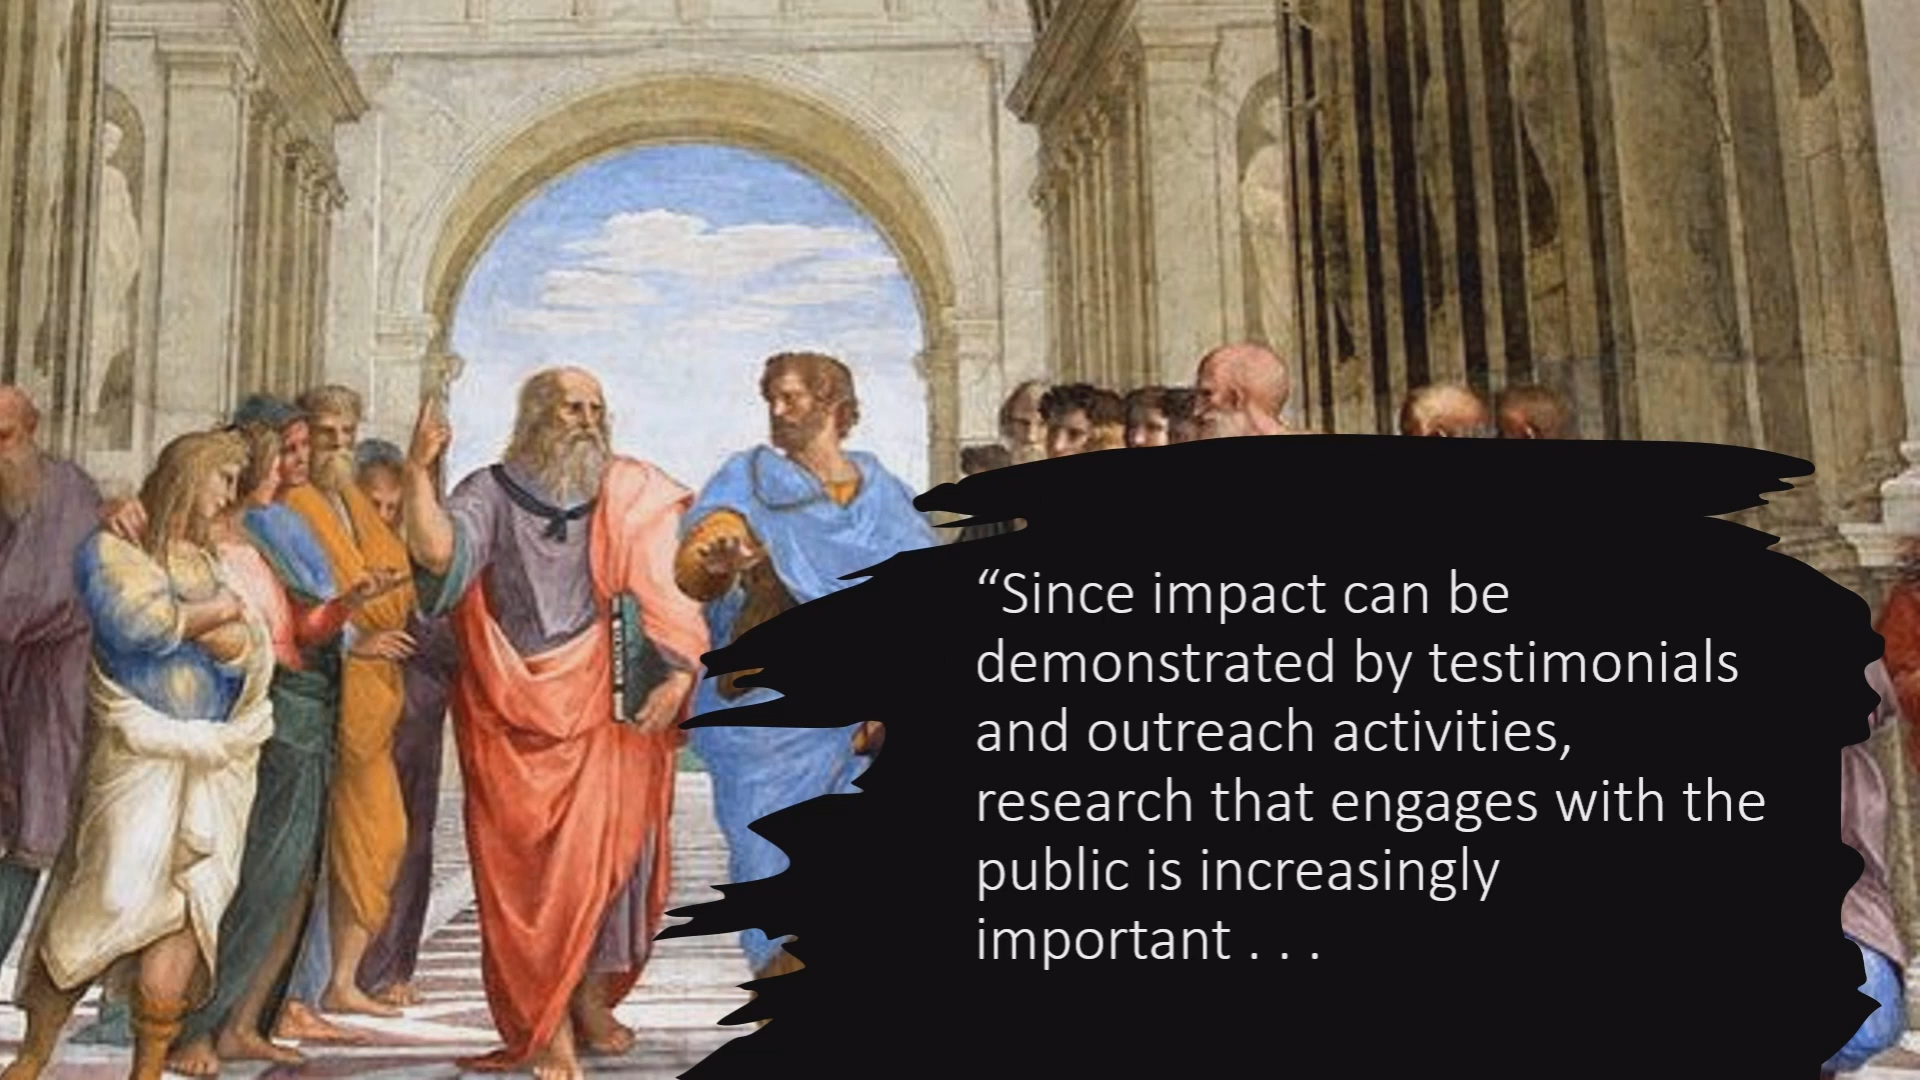 “Since impact can be
demonstrated by testimonials
and outreach activities,
research that engages with the
public is increasingly
important . . .